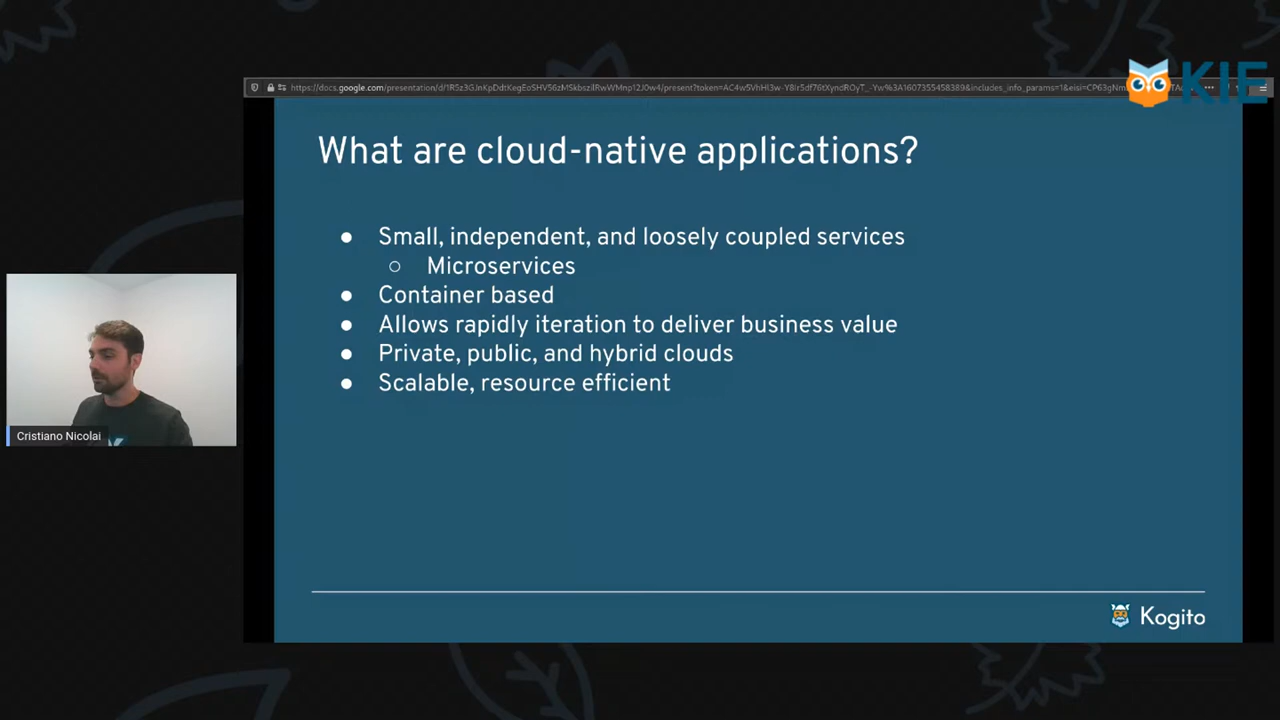 KIE
What are cloud-native applications?
● Small, independent, and loosely coupled services
○ Microservices
● Container based
● Allows rapidly iteration to deliver business value
● Private, public, and hybrid clouds
● Scalable, resource efficient
Cristiano Nicolai
Kogito